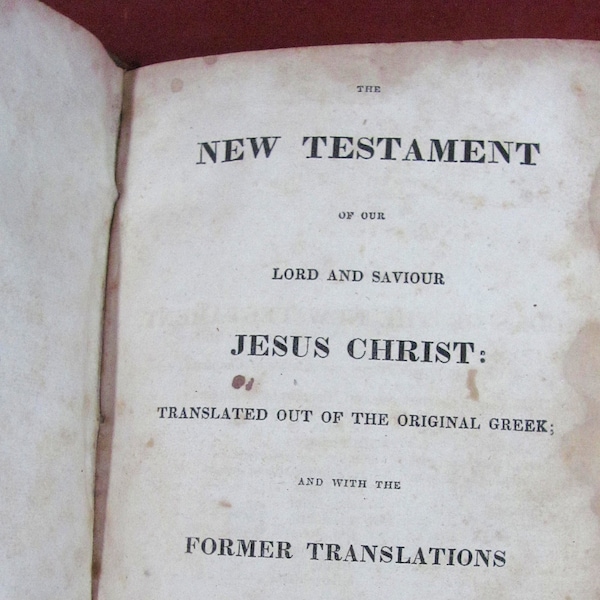 THE
NEW TESTAMENT
OF OUR
LORD AND SAVIOUR
JESUS CHRIST:
TRANSLATED OUT OF THE ORIGINAL GREEK;
AND WITH THE
FORMER TRANSLATIONS